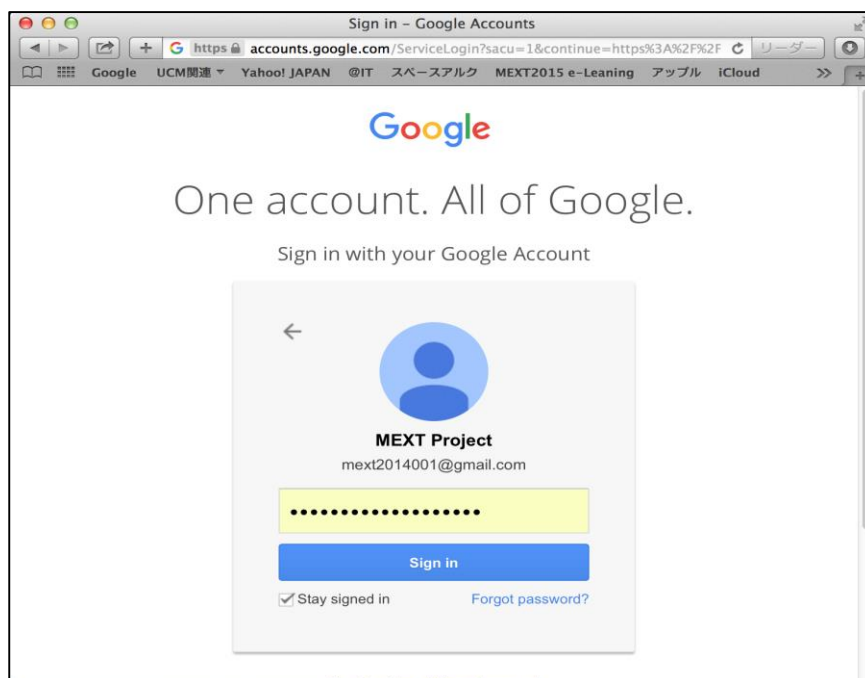 Sign in – Google Accounts
https accounts.google.com/ServiceLogin?sacu=1&continue=https%3A%2F%2F リーダー
Google UCM関連 Yahoo! JAPAN @IT スペースアルク MEXT2015 e-Leaning アップル iCloud >>
Google
One account. All of Google.
Sign in with your Google Account
MEXT Project
mext2014001@gmail.com
•••••••••••••••••••
Sign in
Stay signed in Forgot password?